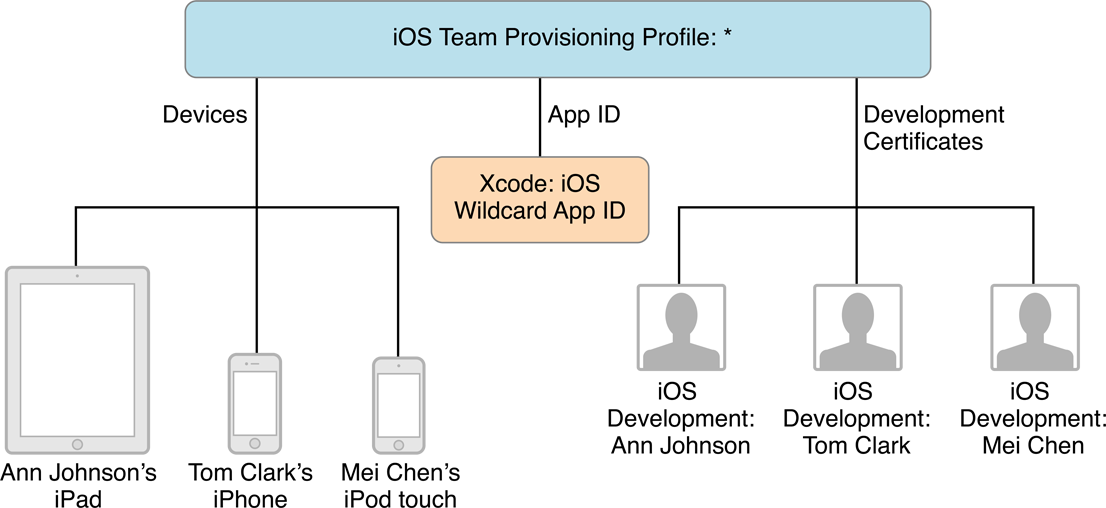 iOS Team Provisioning Profile: *
Devices
App ID
Development
Certificates
Xcode: iOS
Wildcard App ID
Ann Johnson’s
iPad
Tom Clark’s
iPhone
Mei Chen’s
iPod touch
iOS
Development:
Ann Johnson
iOS
Development:
Tom Clark
iOS
Development:
Mei Chen